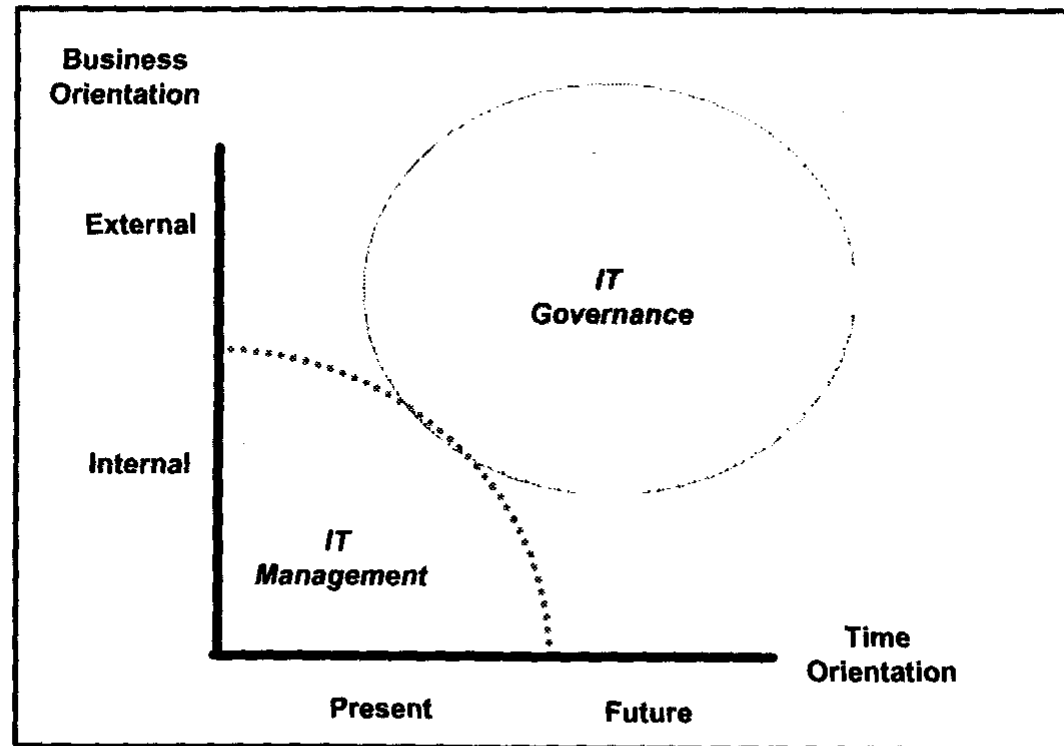 Business
Orientation
External
IT
Governance
Internal
IT
Management
Time
Orientation
Present
Future